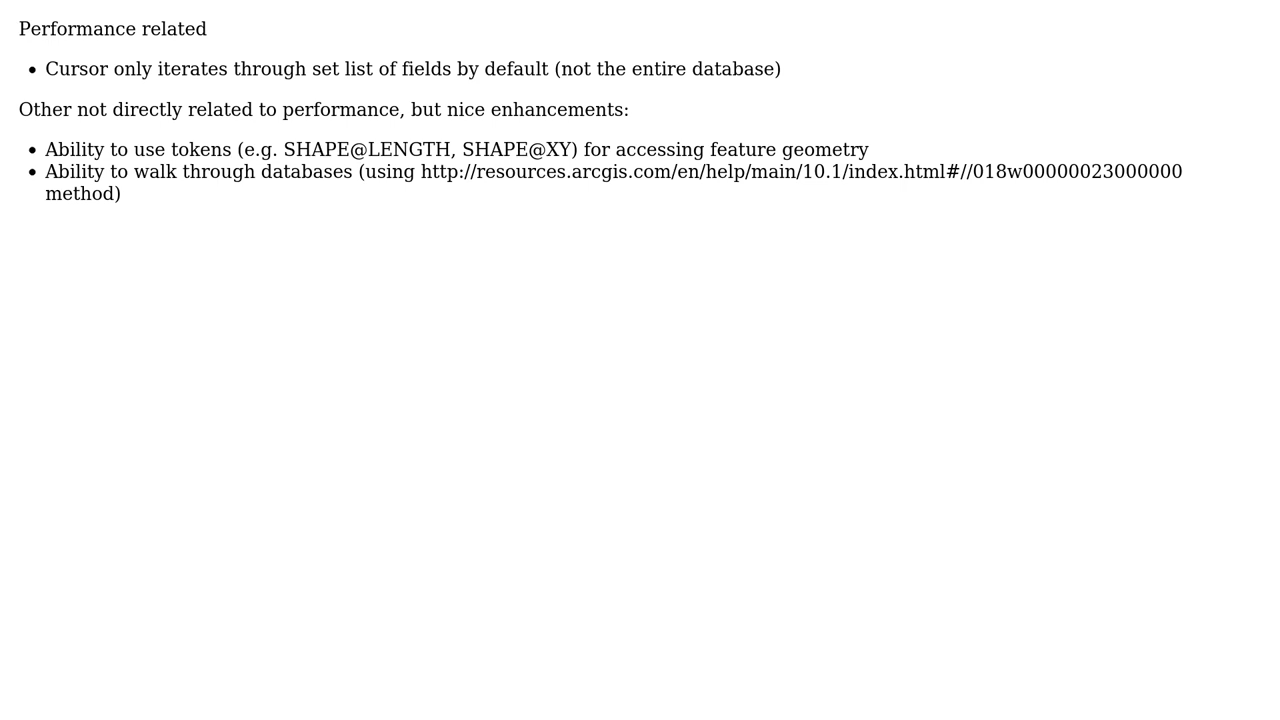 Performance related
• Cursor only iterates through set list of fields by default (not the entire database)
Other not directly related to performance, but nice enhancements:
• Ability to use tokens (e.g. SHAPE@LENGTH, SHAPE@XY) for accessing feature geometry
• Ability to walk through databases (using http://resources.arcgis.com/en/help/main/10.1/index.html#//018w00000023000000
method)